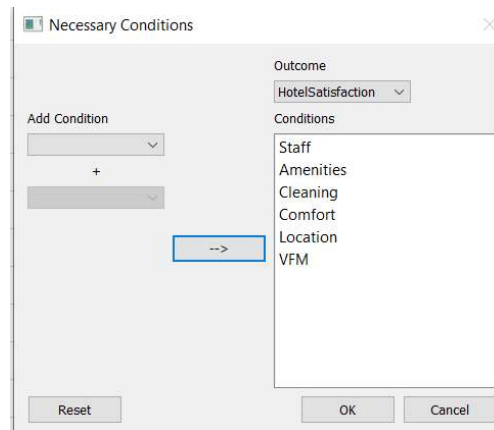 Necessary Conditions
Outcome
HotelSatisfaction
Add Condition
+
-->
Conditions
Staff
Amenities
Cleaning
Comfort
Location
VFM
Reset
OK
Cancel